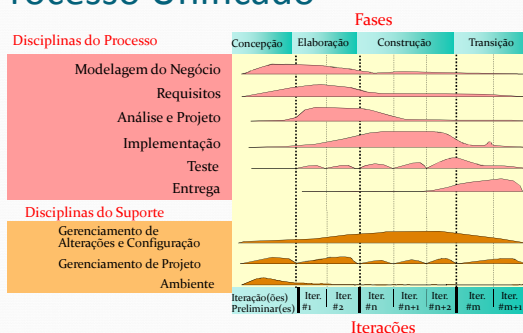 rocesso Unificado
Fases
Disciplinas do Processo
Concepção Elaboração Construção Transição
Modelagem do Negócio
Requisitos
Análise e Projeto
Implementação
Teste
Entrega
Disciplinas do Suporte
Gerenciamento de
Alterações e Configuração
Gerenciamento de Projeto
Ambiente
Iteração(ões) Iter. Iter. Iter. Iter. Iter. Iter. Iter.
Preliminar(es) #1 #2 #n #n+1 #n+2 #m #m+1
Iterações